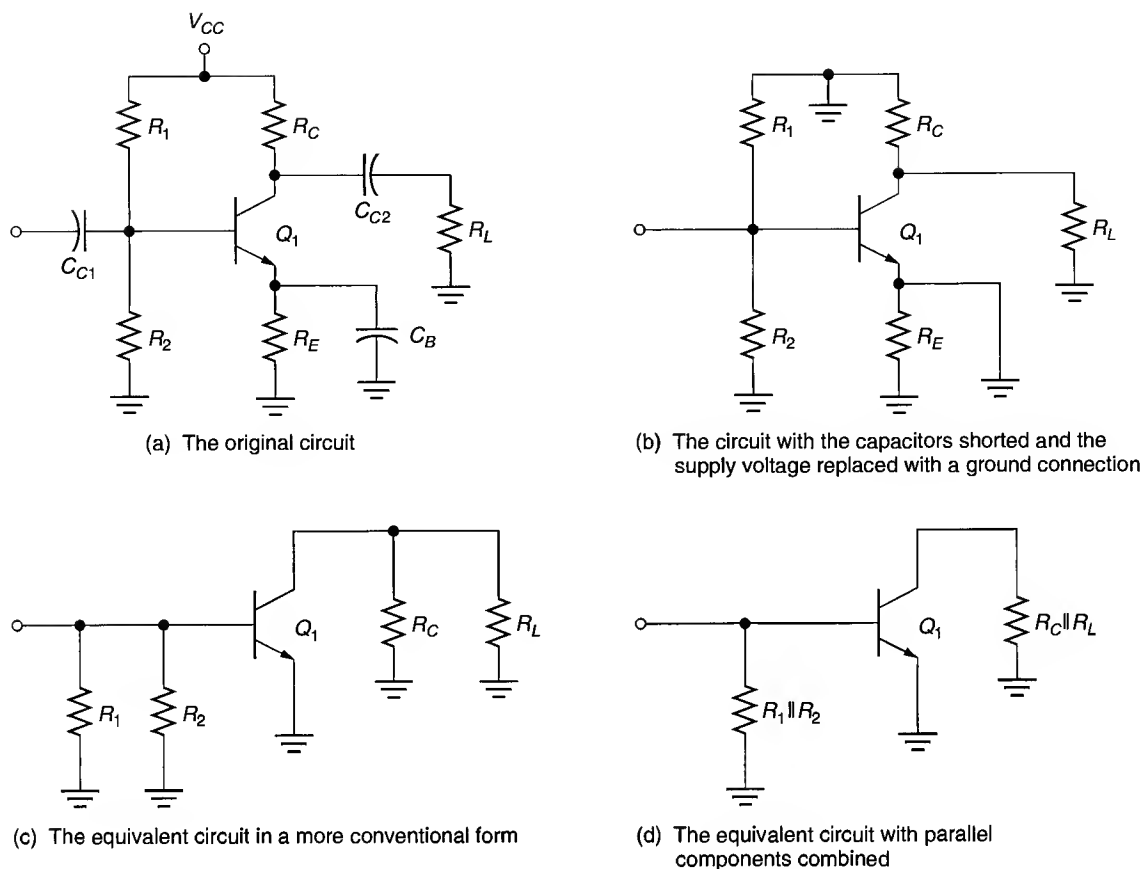 V_CC
R_1
R_C
C_C2
R_L
Q_1
C_C1
R_2
R_E
C_B
(a) The original circuit
R_1
R_C
Q_1
R_L
R_2
R_E
(b) The circuit with the capacitors shorted and the
supply voltage replaced with a ground connection
Q_1
R_C
R_L
R_1
R_2
(c) The equivalent circuit in a more conventional form
Q_1
R_C||R_L
R_1||R_2
(d) The equivalent circuit with parallel
components combined